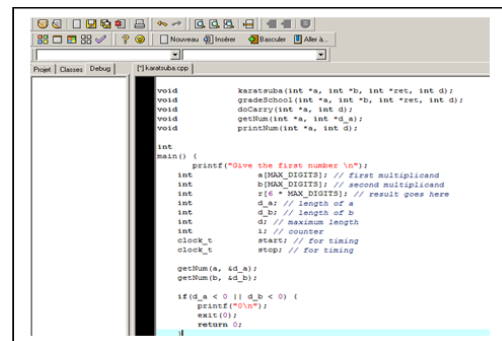 Nouveau Insérer Basculer Aller à...
Projet Classes Debug [*] karatsuba.cpp
void karatsuba(int *a, int *b, int *ret, int d);
void gradeSchool(int *a, int *b, int *ret, int d);
void doCarry(int *a, int d);
void getNum(int *a, int *d_a);
void printNum(int *a, int d);
int
main() {
printf("Give the first number \n");
int a[MAX_DIGITS]; // first multiplicand
int b[MAX_DIGITS]; // second multiplicand
int r[6 * MAX_DIGITS]; // result goes here
int d_a; // length of a
int d_b; // length of b
int d; // maximum length
int i; // counter
clock_t start; // for timing
clock_t stop; // for timing
getNum(a, &d_a);
getNum(b, &d_b);
if(d_a < 0 || d_b < 0) {
printf("0\n");
exit(0);
return 0;
}